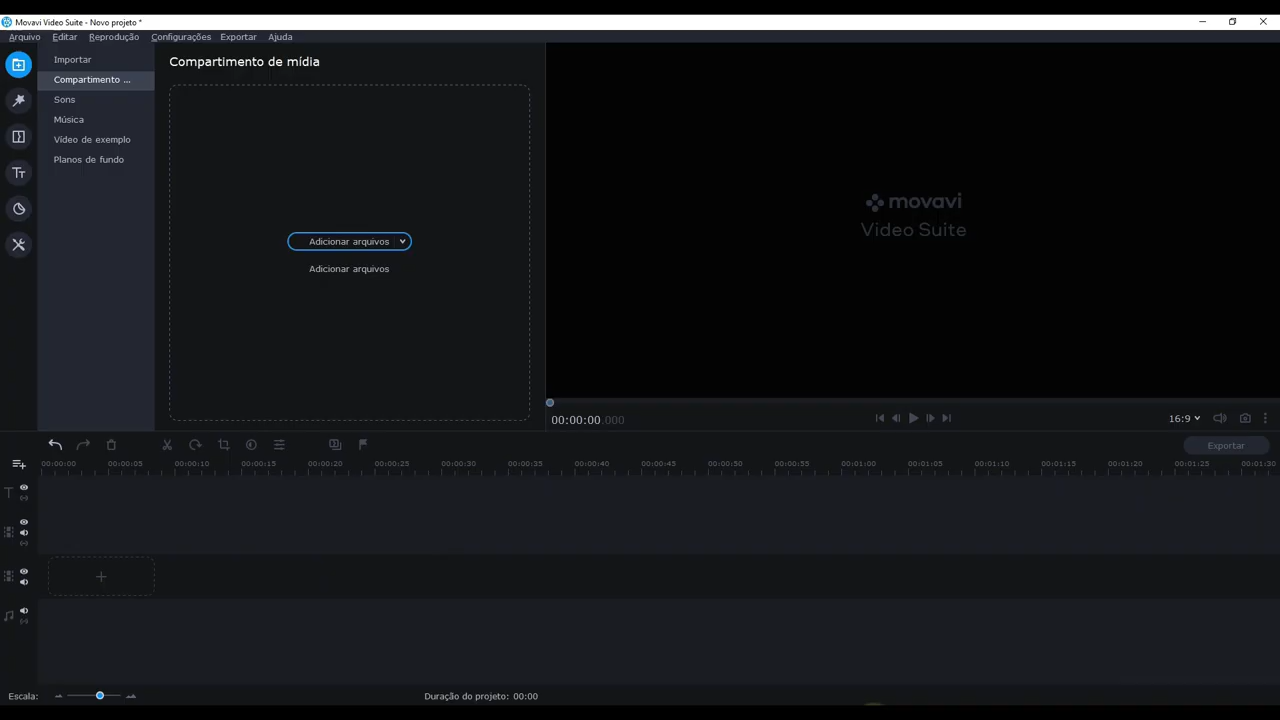 Movavi Video Suite - Novo projeto *
Arquivo Editar Reprodução Configurações Exportar Ajuda
Importar
Compartimento ...
Sons
Música
Vídeo de exemplo
Planos de fundo
Compartimento de mídia
Adicionar arquivos
Adicionar arquivos
movavi
Video Suite
00:00:00.000
16:9
Exportar
00:00:00 00:00:05 00:00:10 00:00:15 00:00:20 00:00:25 00:00:30 00:00:35 00:00:40 00:00:45 00:00:50 00:00:55 00:01:00 00:01:05 00:01:10 00:01:15 00:01:20 00:01:25 00:01:30
Escala:
Duração do projeto: 00:00